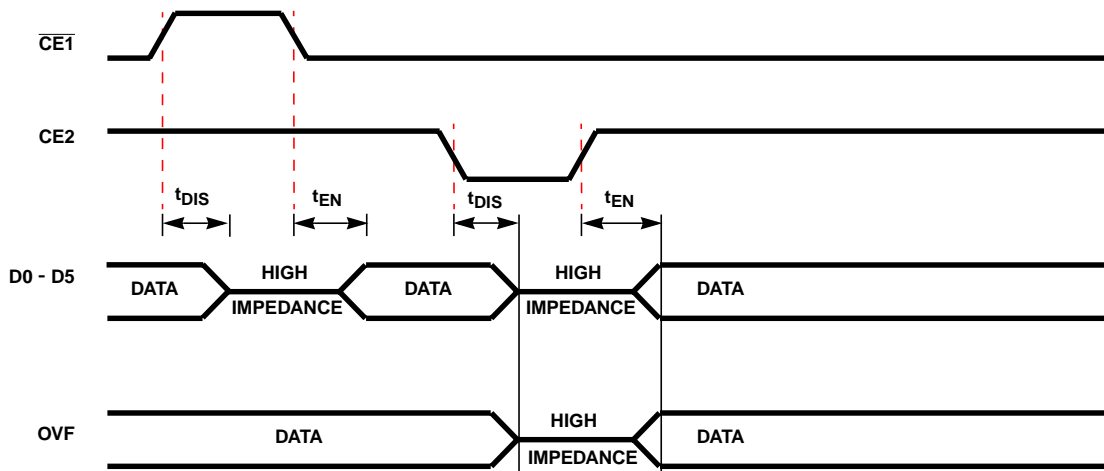 CE1
CE2
tDIS
tEN
tDIS
tEN
D0 - D5
DATA
HIGH
IMPEDANCE
DATA
HIGH
IMPEDANCE
DATA
OVF
DATA
HIGH
IMPEDANCE
DATA